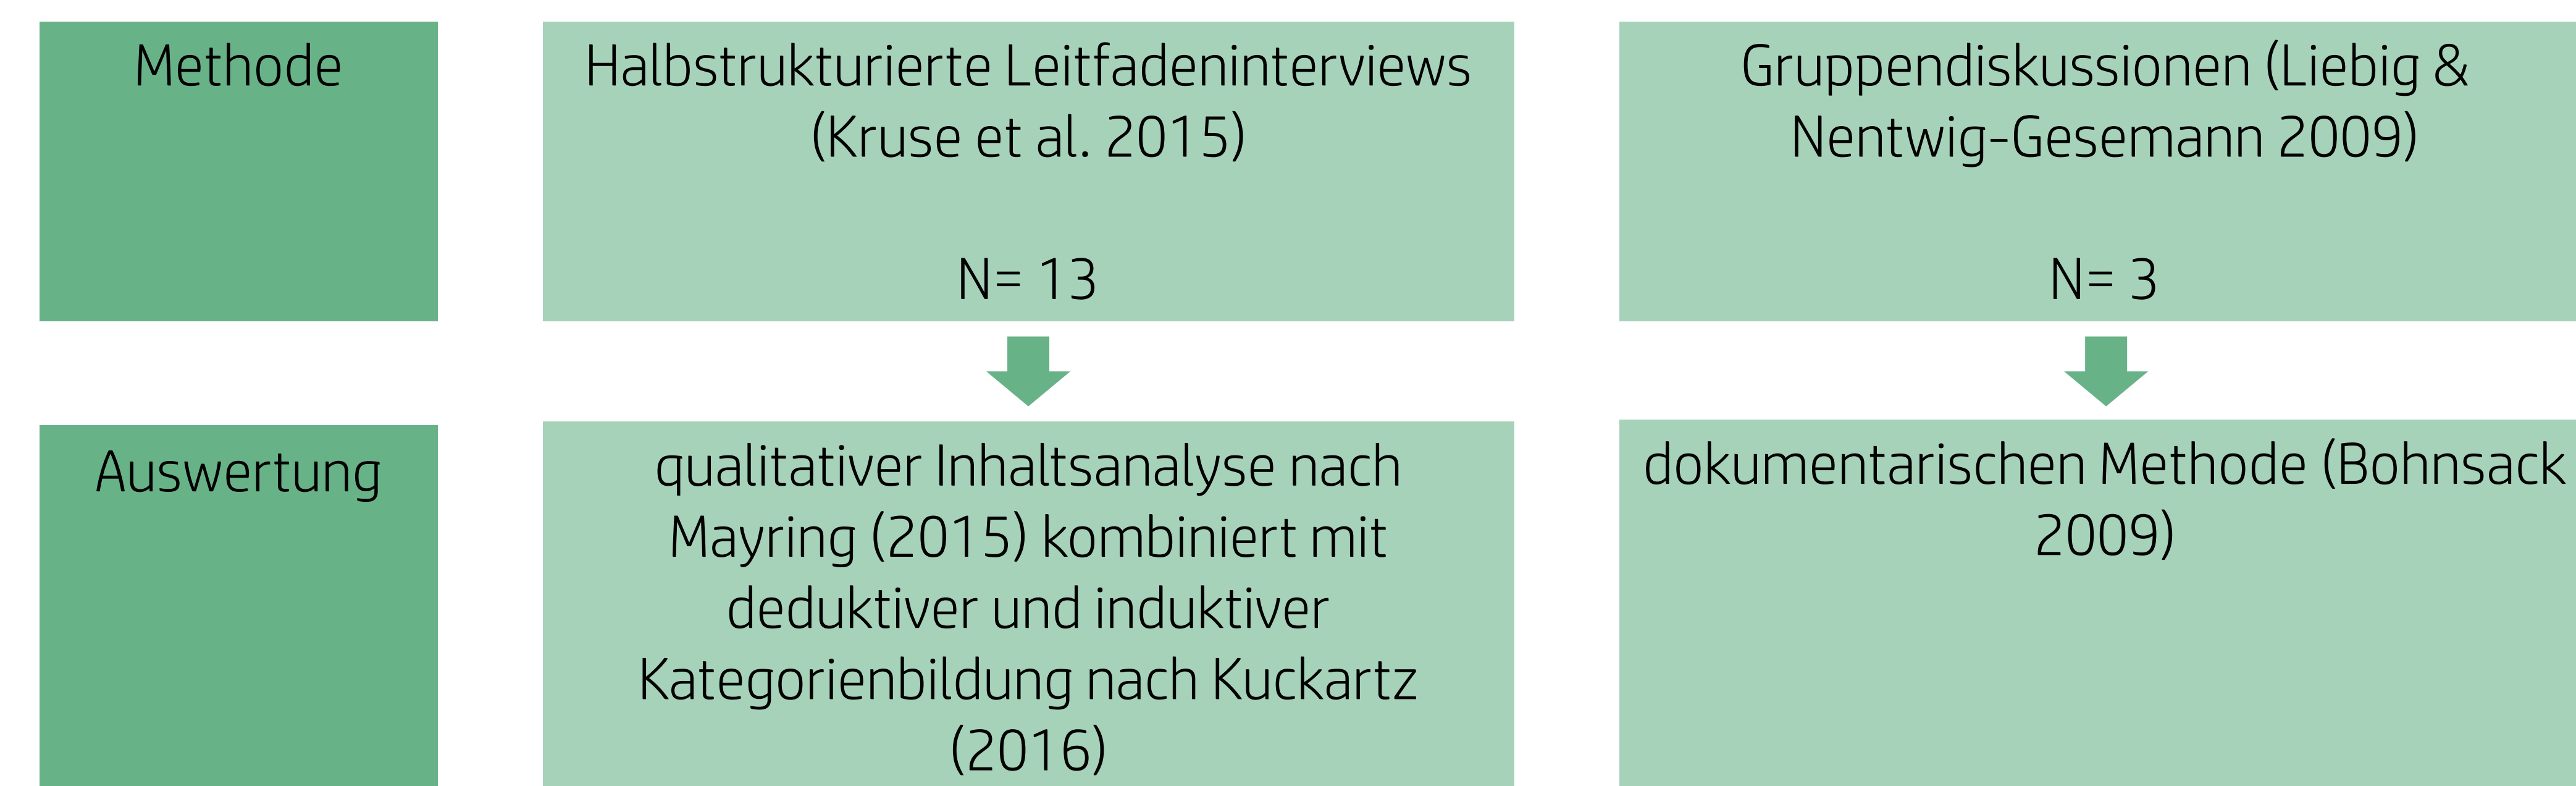 Methode
Halbstrukturierte Leitfadeninterviews
(Kruse et al. 2015)
N= 13
Gruppendiskussionen (Liebig &
Nentwig-Gesemann 2009)
N= 3
Auswertung
qualitativer Inhaltsanalyse nach
Mayring (2015) kombiniert mit
deduktiver und induktiver
Kategorienbildung nach Kuckartz
(2016)
dokumentarischen Methode (Bohnsack
2009)